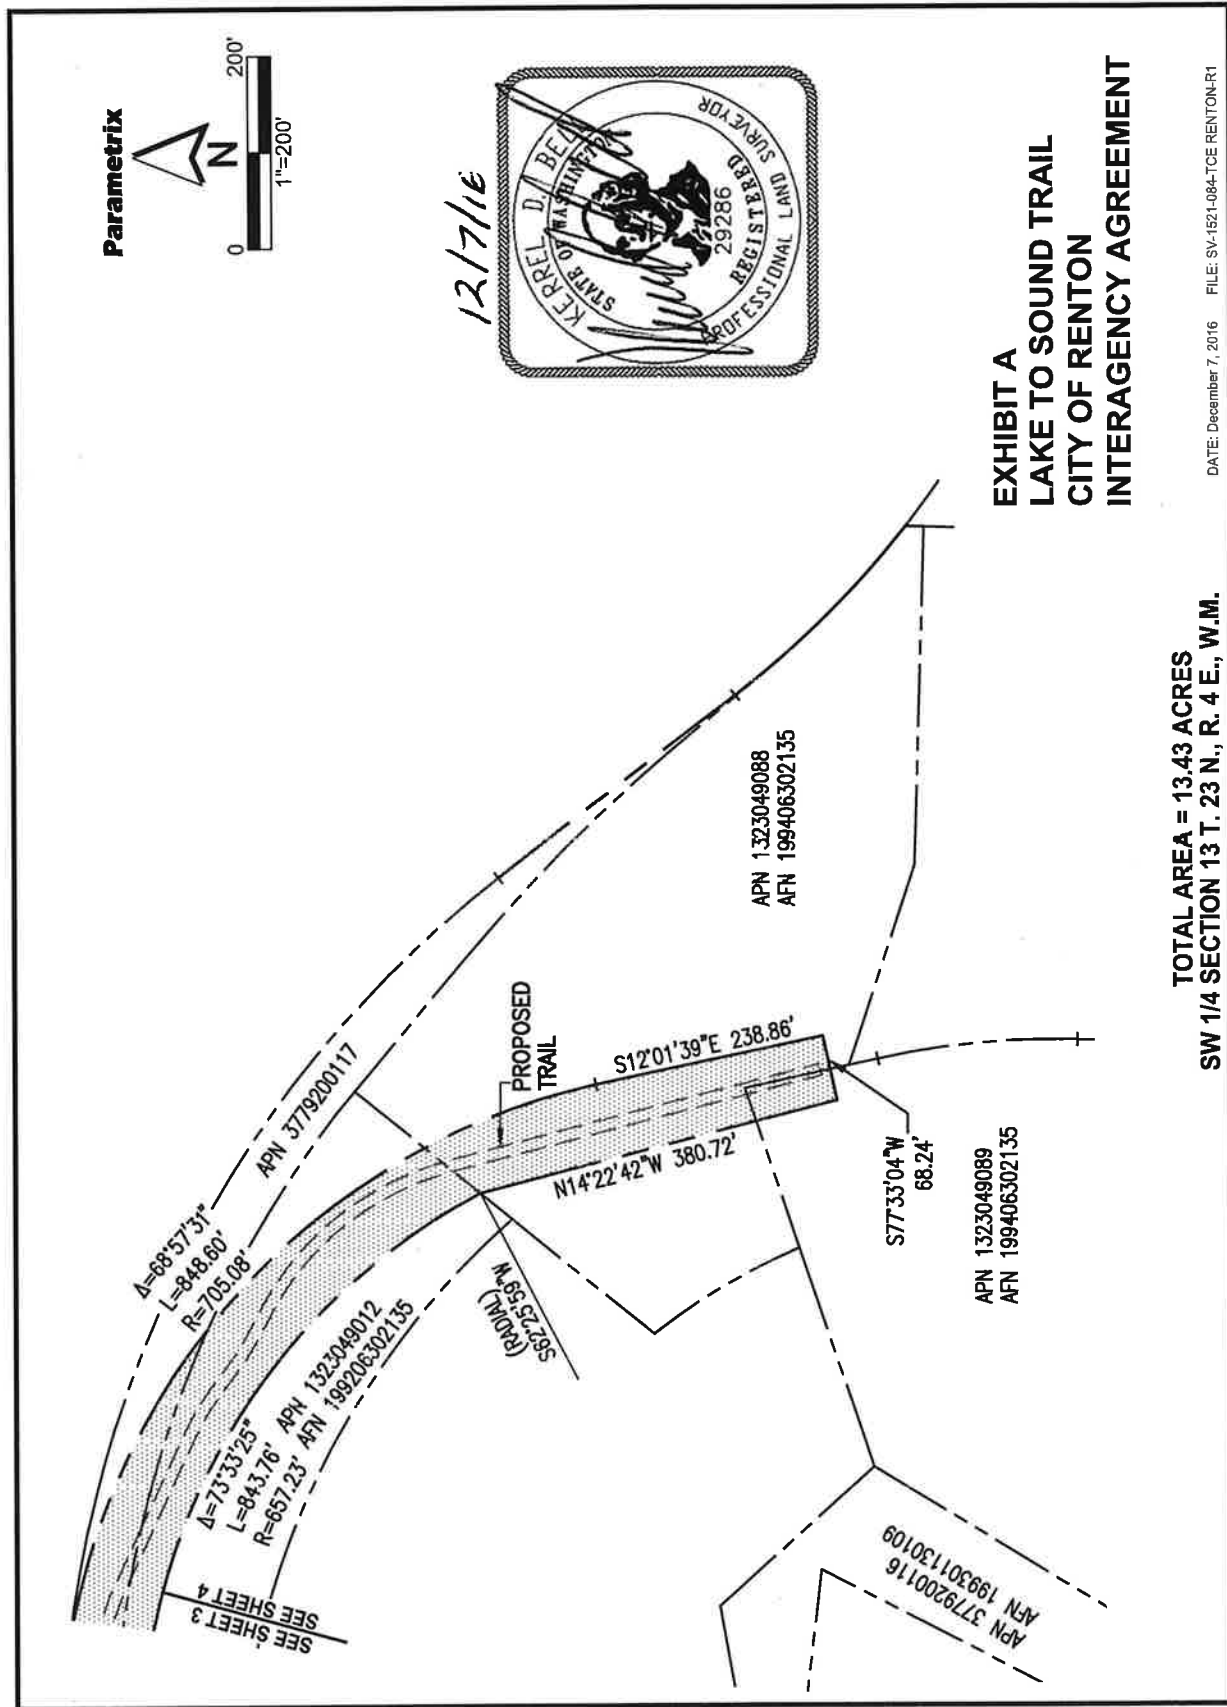 Parametrix
N
0
200'
1"=200'
12/7/16
KERREL D.
STATE OF WASHINGTON
29286
REGISTERED
PROFESSIONAL LAND SURVEYOR
Δ=68°57'31"
L=848.60'
R=705.08'
APN 3779200117
PROPOSED
TRAIL
S12°01'39"E 238.86'
APN 1323049088
AFN 199406302135
Δ=73°33'25"
L=843.76'
R=657.23'
APN 1323049012
AFN 199206302135
SEE SHEET 3
SEE SHEET 4
S62°25'59"W
(RADIAL)
N14°22'42"W 380.72'
S77°33'04"W
68.24'
APN 1323049089
AFN 199406302135
APN 3779200116
AFN 199301130109
EXHIBIT A
LAKE TO SOUND TRAIL
CITY OF RENTON
INTERAGENCY AGREEMENT
TOTAL AREA = 13.43 ACRES
SW 1/4 SECTION 13 T. 23 N., R. 4 E., W.M.
DATE: December 7, 2016 FILE: SV-1521-084-TCE RENTON-R1